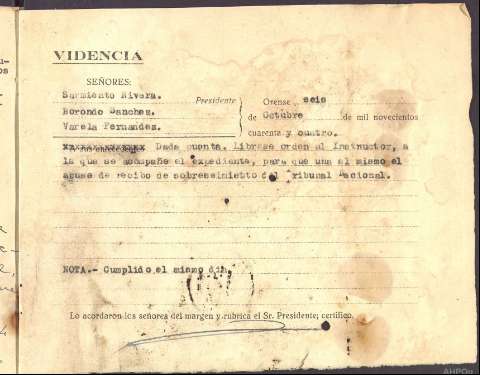 VIDENCIA
SEÑORES:
Sarmiento Rivera.
Presidente
Borondo Sanchez.
Varela Fernandez.
Orense seis
de Octubre de mil novecientos
cuarenta y cuatro.
Dada cuenta. Librese orden al Instructor, a
la que se acompañe el expediente, para que una al mismo el
acuse de recibo de sobreseimiento del Tribunal Nacional.
NOTA.- Cumplido el mismo dia.
Lo acordaron los señores del margen y rubrica el Sr. Presidente; certifico.
AHPOu